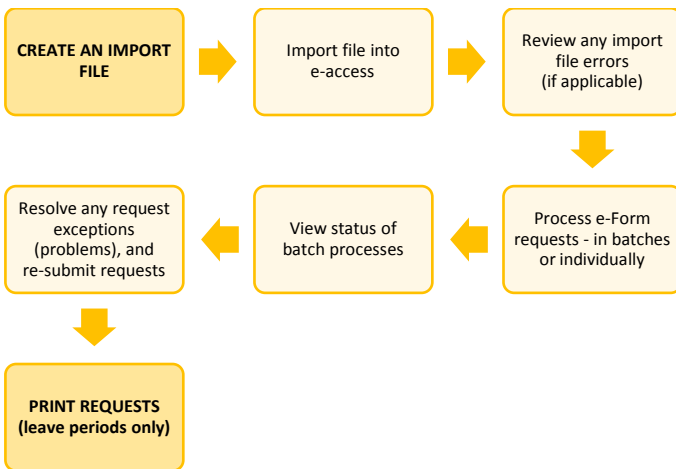 CREATE AN IMPORT
FILE
Import file into
e-access
Review any import
file errors
(if applicable)
Process e-Form
requests - in batches
or individually
View status of
batch processes
Resolve any request
exceptions
(problems), and
re-submit requests
PRINT REQUESTS
(leave periods only)